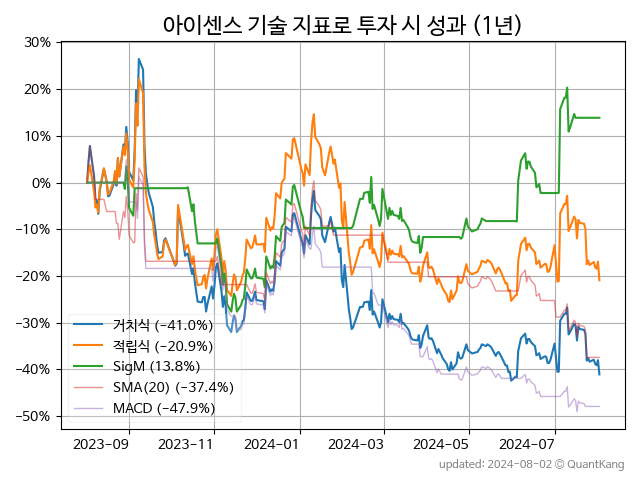 아이센스 기술 지표로 투자 시 성과 (1년)
30%
20%
10%
0%
−10%
−20%
−30%
−40%
−50%
거치식 (−41.0%)
적립식 (−20.9%)
SigM (13.8%)
SMA(20) (−37.4%)
MACD (−47.9%)
2023-09 2023-11 2024-01 2024-03 2024-05 2024-07
updated: 2024-08-02 © QuantKang